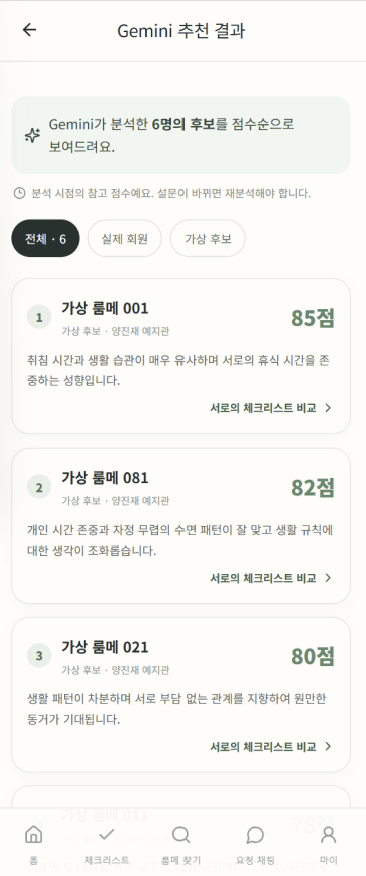 Gemini 추천 결과
Gemini가 분석한 6명의 후보를 점수순으로
보여드려요.
분석 시점의 참고 점수예요. 설문이 바뀌면 재분석해야 합니다.
전체 · 6
실제 회원
가상 후보
1
가상 룸메 001
가상 후보 · 양진재 예지관
85점
취침 시간과 생활 습관이 매우 유사하며 서로의 휴식 시간을 존
중하는 성향입니다.
서로의 체크리스트 비교
2
가상 룸메 081
가상 후보 · 양진재 예지관
82점
개인 시간 존중과 자정 무렵의 수면 패턴이 잘 맞고 생활 규칙에
대한 생각이 조화롭습니다.
서로의 체크리스트 비교
3
가상 룸메 021
가상 후보 · 양진재 예지관
80점
생활 패턴이 차분하며 서로 부담 없는 관계를 지향하여 원만한
동거가 기대됩니다.
서로의 체크리스트 비교
가상 룸메 011
78점
홈
체크리스트
룸메 찾기
요청·채팅
마이